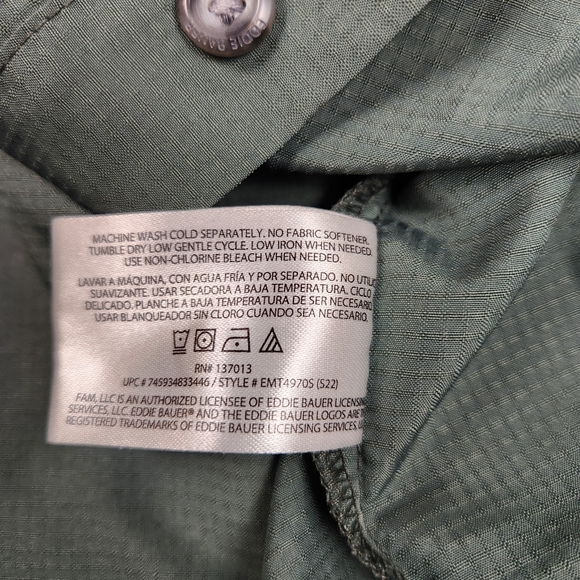 EDDIE BAUER
MACHINE WASH COLD SEPARATELY. NO FABRIC SOFTENER.
TUMBLE DRY LOW GENTLE CYCLE. LOW IRON WHEN NEEDED.
USE NON-CHLORINE BLEACH WHEN NEEDED.
LAVAR A MÁQUINA, CON AGUA FRÍA Y POR SEPARADO. NO UTILIC
SUAVIZANTE. USAR SECADORA A BAJA TEMPERATURA. CICLO
DELICADO. PLANCHE A BAJA TEMPERATURA DE SER NECESARIO.
USAR BLANQUEADOR SIN CLORO CUANDO SEA NECESARIO.
RN# 137013
UPC # 745934833446 / STYLE # EMT4970S (S22)
FAM, LLC IS AN AUTHORIZED LICENSEE OF EDDIE BAUER LICENSING
SERVICES, LLC. EDDIE BAUER® AND THE EDDIE BAUER LOGOS ARE
REGISTERED TRADEMARKS OF EDDIE BAUER LICENSING SERVICES,